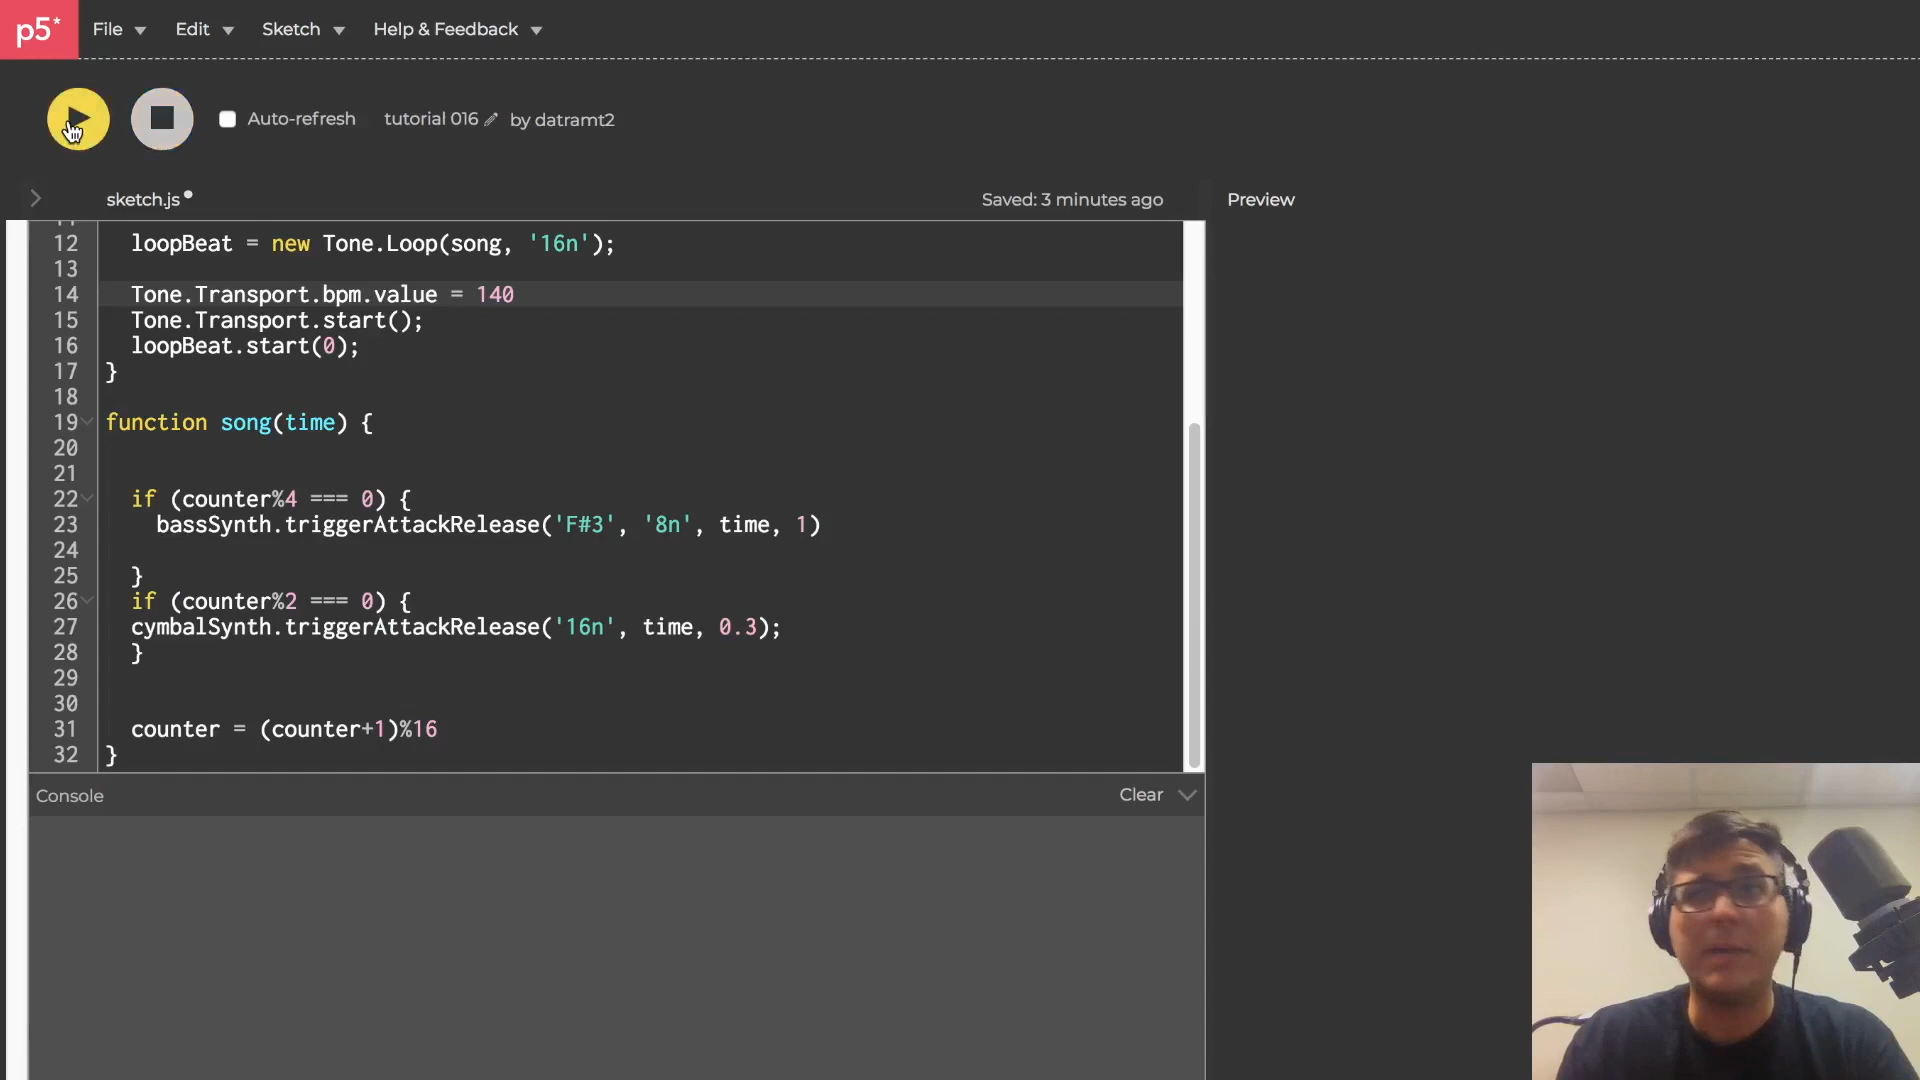 p5* File Edit Sketch Help & Feedback
Auto-refresh tutorial 016 by datramt2
sketch.js Saved: 3 minutes ago Preview
12 loopBeat = new Tone.Loop(song, '16n');
13
14 Tone.Transport.bpm.value = 140
15 Tone.Transport.start();
16 loopBeat.start(0);
17 }
18
19 function song(time) {
20
21
22 if (counter%4 === 0) {
23 bassSynth.triggerAttackRelease('F#3', '8n', time, 1)
24
25 }
26 if (counter%2 === 0) {
27 cymbalSynth.triggerAttackRelease('16n', time, 0.3);
28 }
29
30
31 counter = (counter+1)%16
32 }
Console Clear